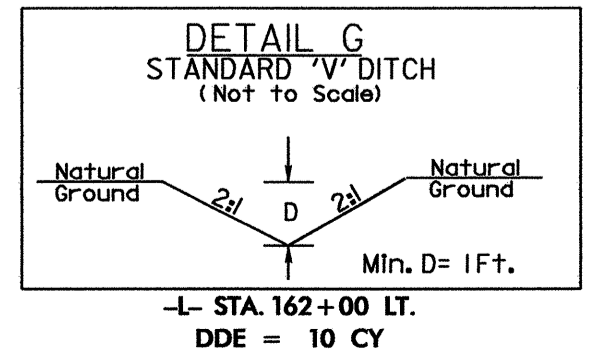 DETAIL G
STANDARD 'V' DITCH
(Not to Scale)
Natural
Ground
2:1
D
2:1
Natural
Ground
Min. D= 1Ft.
-L- STA. 162+00 LT.
DDE = 10 CY